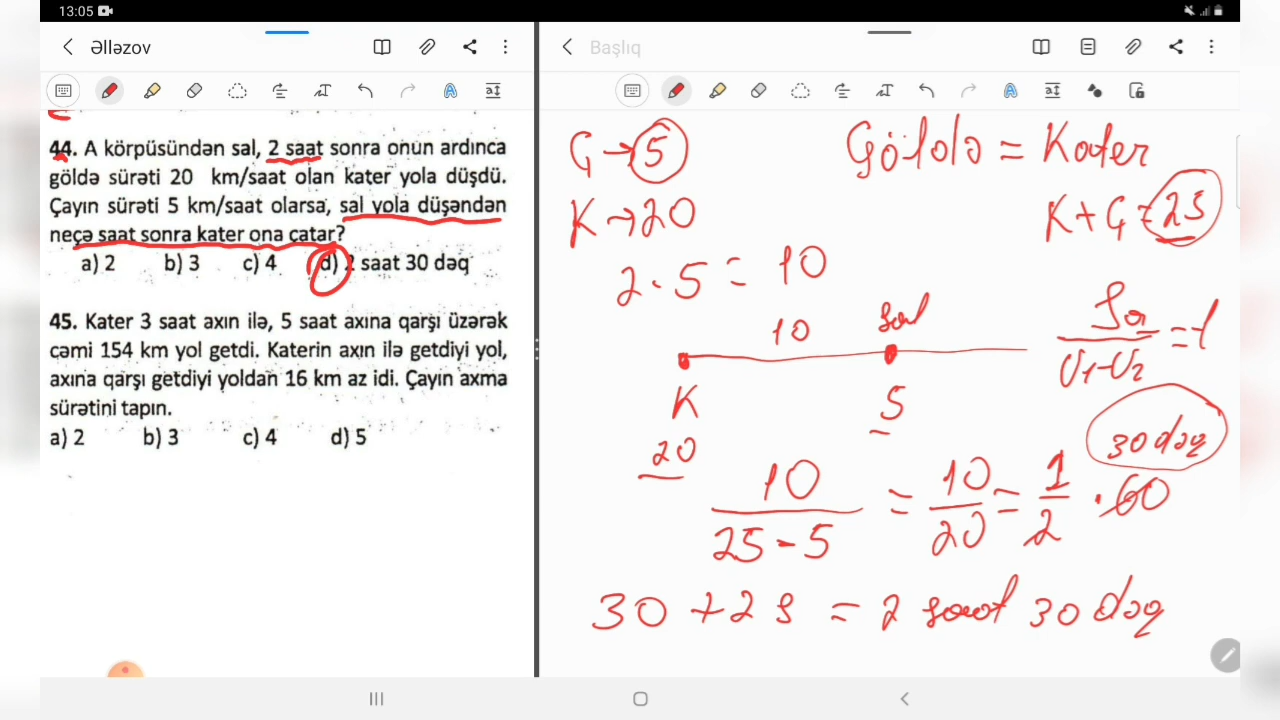 13:05
Əlləzov
Başlıq
44. A körpüsündən sal, 2 saat sonra onun ardınca
göldə sürəti 20 km/saat olan kater yola düşdü.
Çayın sürəti 5 km/saat olarsa, sal yola düşəndən
neçə saat sonra kater ona çatar?
a) 2 b) 3 c) 4 d) 2 saat 30 dəq
45. Kater 3 saat axın ilə, 5 saat axına qarşı üzərək
cəmi 154 km yol getdi. Katerin axın ilə getdiyi yol,
axına qarşı getdiyi yoldan 16 km az idi. Çayın axma
sürətini tapın.
a) 2 b) 3 c) 4 d) 5
Ç→5
Göldə = Kater
K→20
K+Ç=25
2·5=10
10
sal
K
S
20
Sa/(U1-U2)=t
30 dəq
10/(25-5) = 10/20 = 1/2 ·60
30 + 2s = 2 saat 30 dəq